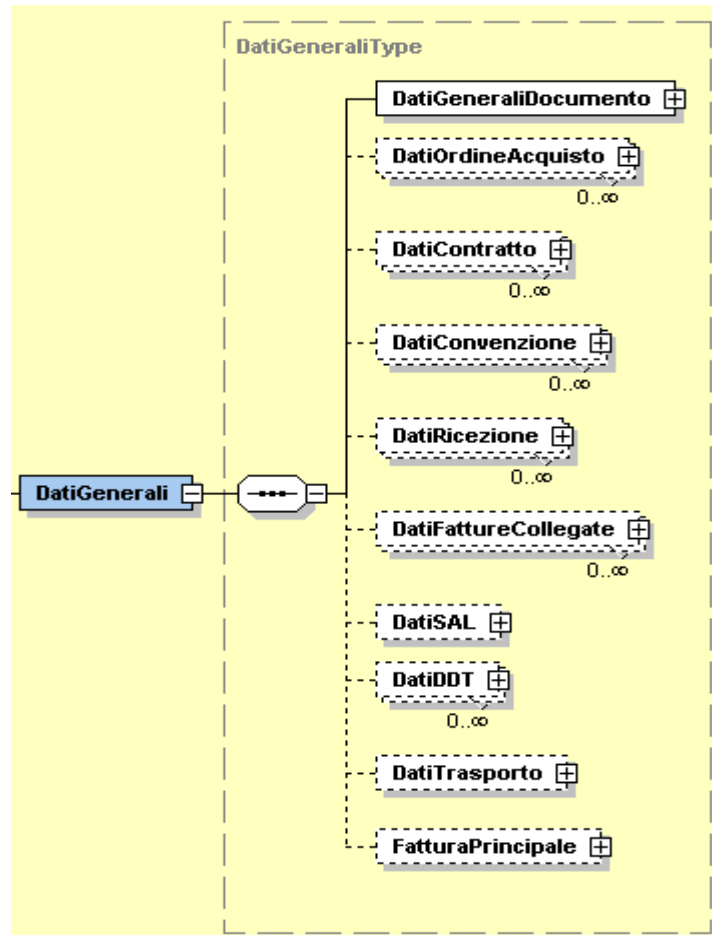 DatiGeneraliType
DatiGeneraliDocumento
DatiOrdineAcquisto
0..∞
DatiContratto
0..∞
DatiConvenzione
0..∞
DatiRicezione
0..∞
DatiGenerali
DatiFattureCollegate
0..∞
DatiSAL
DatiDDT
0..∞
DatiTrasporto
FatturaPrincipale